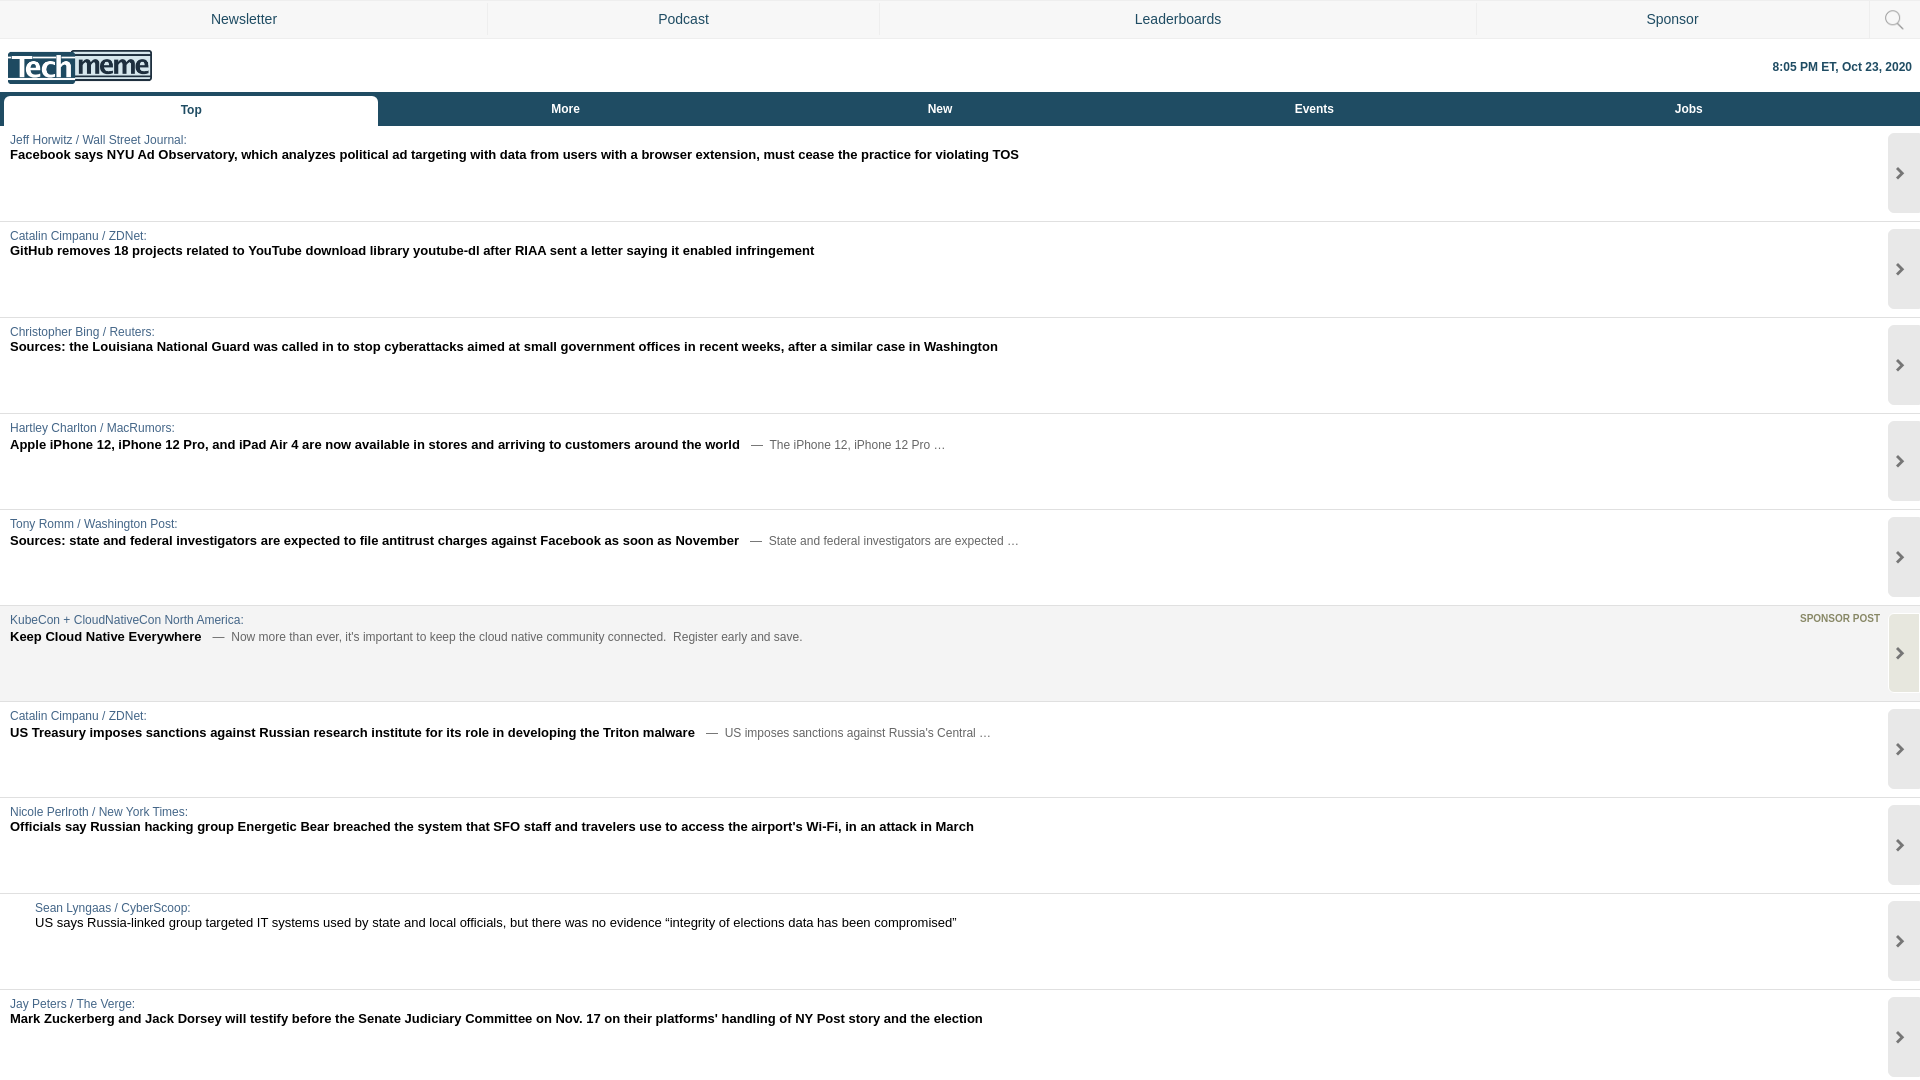 Newsletter
Podcast
Leaderboards
Sponsor
Techmeme
8:05 PM ET, Oct 23, 2020
Top
More
New
Events
Jobs
Jeff Horwitz / Wall Street Journal:
Facebook says NYU Ad Observatory, which analyzes political ad targeting with data from users with a browser extension, must cease the practice for violating TOS
Catalin Cimpanu / ZDNet:
GitHub removes 18 projects related to YouTube download library youtube-dl after RIAA sent a letter saying it enabled infringement
Christopher Bing / Reuters:
Sources: the Louisiana National Guard was called in to stop cyberattacks aimed at small government offices in recent weeks, after a similar case in Washington
Hartley Charlton / MacRumors:
Apple iPhone 12, iPhone 12 Pro, and iPad Air 4 are now available in stores and arriving to customers around the world — The iPhone 12, iPhone 12 Pro …
Tony Romm / Washington Post:
Sources: state and federal investigators are expected to file antitrust charges against Facebook as soon as November — State and federal investigators are expected …
KubeCon + CloudNativeCon North America:
SPONSOR POST
Keep Cloud Native Everywhere — Now more than ever, it's important to keep the cloud native community connected. Register early and save.
Catalin Cimpanu / ZDNet:
US Treasury imposes sanctions against Russian research institute for its role in developing the Triton malware — US imposes sanctions against Russia's Central …
Nicole Perlroth / New York Times:
Officials say Russian hacking group Energetic Bear breached the system that SFO staff and travelers use to access the airport's Wi-Fi, in an attack in March
Sean Lyngaas / CyberScoop:
US says Russia-linked group targeted IT systems used by state and local officials, but there was no evidence “integrity of elections data has been compromised”
Jay Peters / The Verge:
Mark Zuckerberg and Jack Dorsey will testify before the Senate Judiciary Committee on Nov. 17 on their platforms' handling of NY Post story and the election